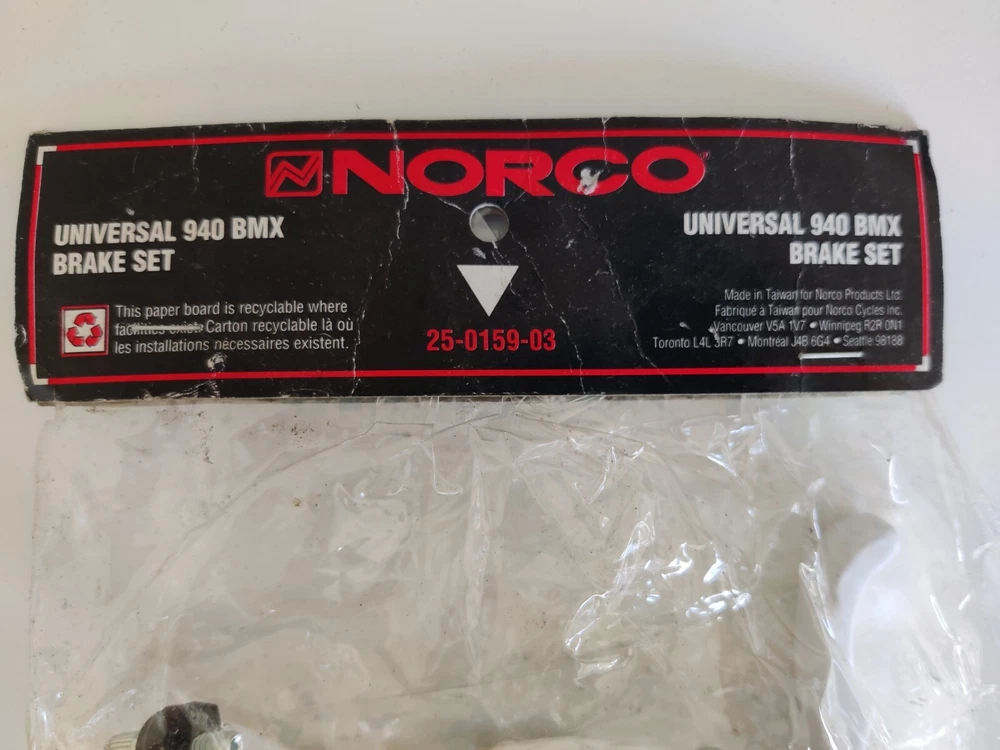 NORCO
UNIVERSAL 940 BMX
BRAKE SET
UNIVERSAL 940 BMX
BRAKE SET
This paper board is recyclable where
facilities exist. Carton recyclable là où
les installations nécessaires existent.
25-0159-03
Made in Taiwan for Norco Products Ltd.
Fabriqué à Taiwan pour Norco Cycles Inc.
Vancouver V5A 1V7 • Winnipeg R2R 0N1
Toronto L4L 3R7 • Montréal J4B 6G4 • Seattle 98188